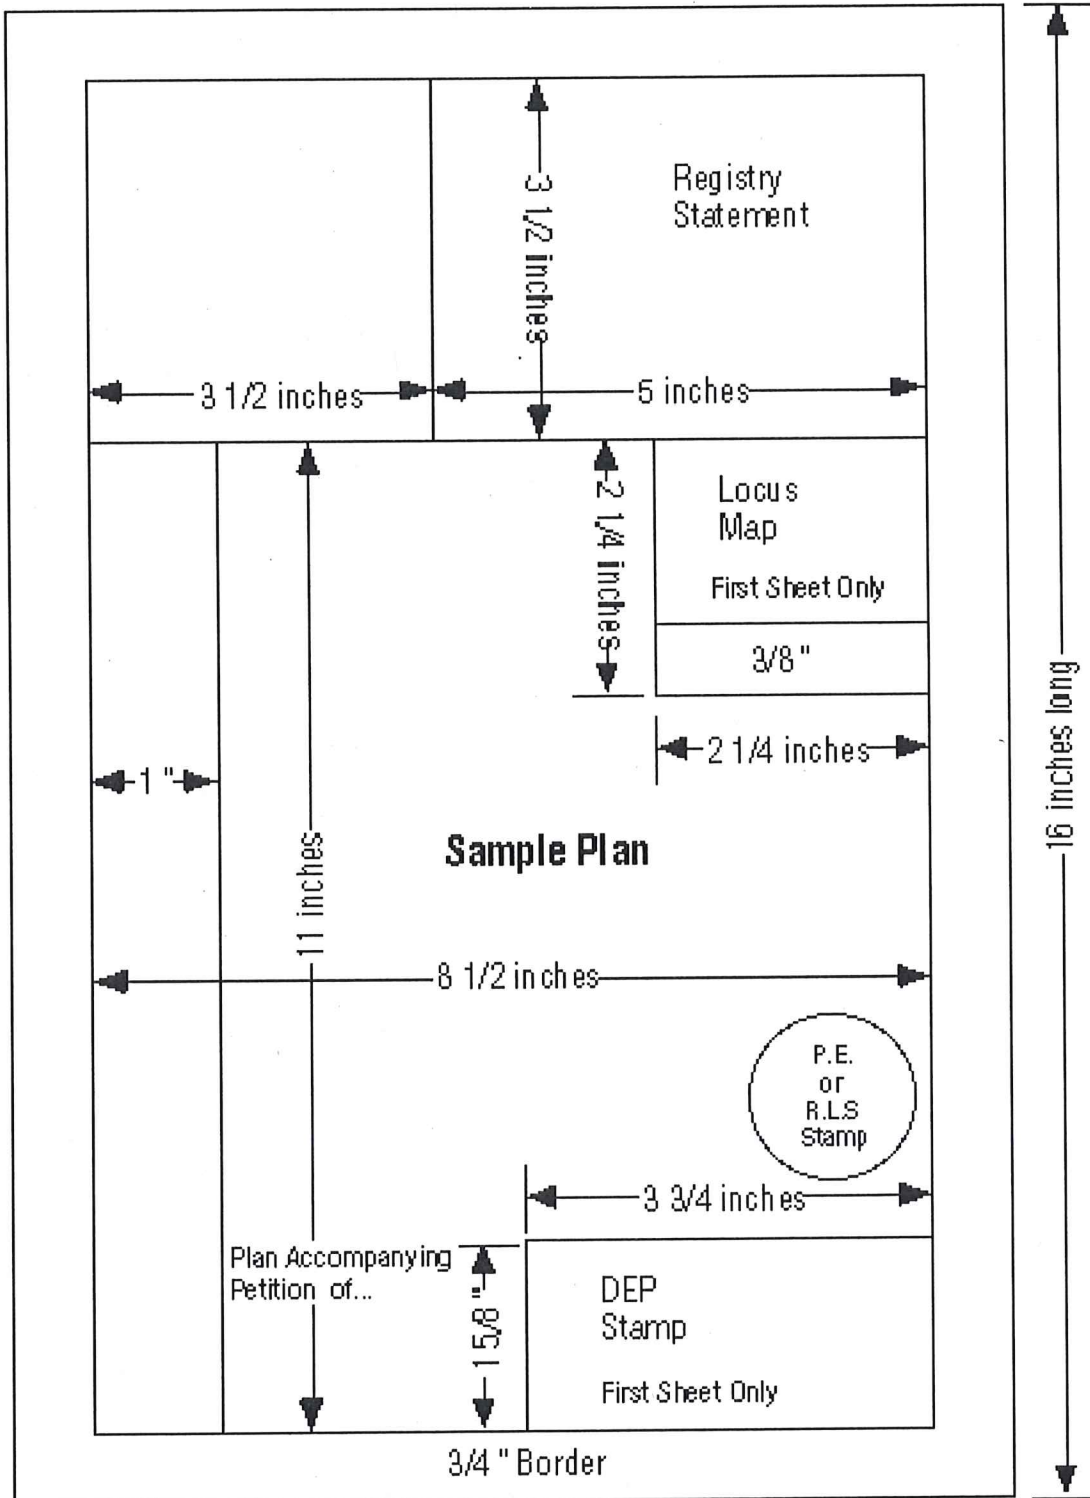 Registry
Statement
3 1/2 inches
3 1/2 inches
5 inches
Locus
Map
First Sheet Only
2 1/4 inches
3/8 "
2 1/4 inches
1 "
16 inches long
Sample Plan
11 inches
8 1/2 inches
P.E.
or
R.L.S
Stamp
3 3/4 inches
Plan Accompanying
Petition of...
1 5/8 "
DEP
Stamp
First Sheet Only
3/4 " Border